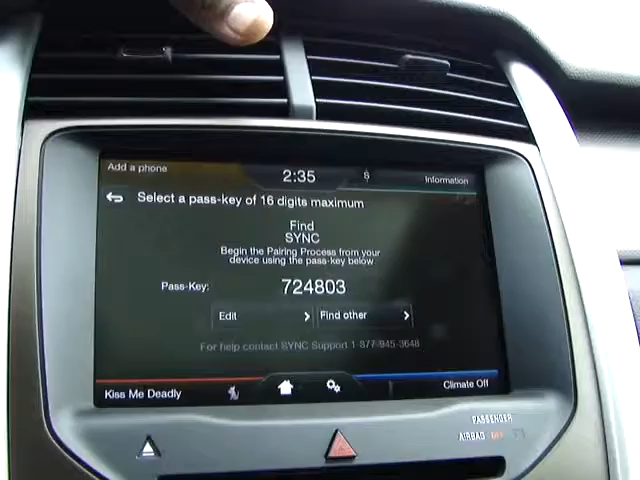 Add a phone
2:35
Information
Select a pass-key of 16 digits maximum
Find
SYNC
Begin the Pairing Process from your
device using the pass-key below
Pass-Key: 724803
Edit
Find other
For help contact SYNC Support 1-877-945-3648
Kiss Me Deadly
Climate Off
PASSENGER
AIRBAG OFF